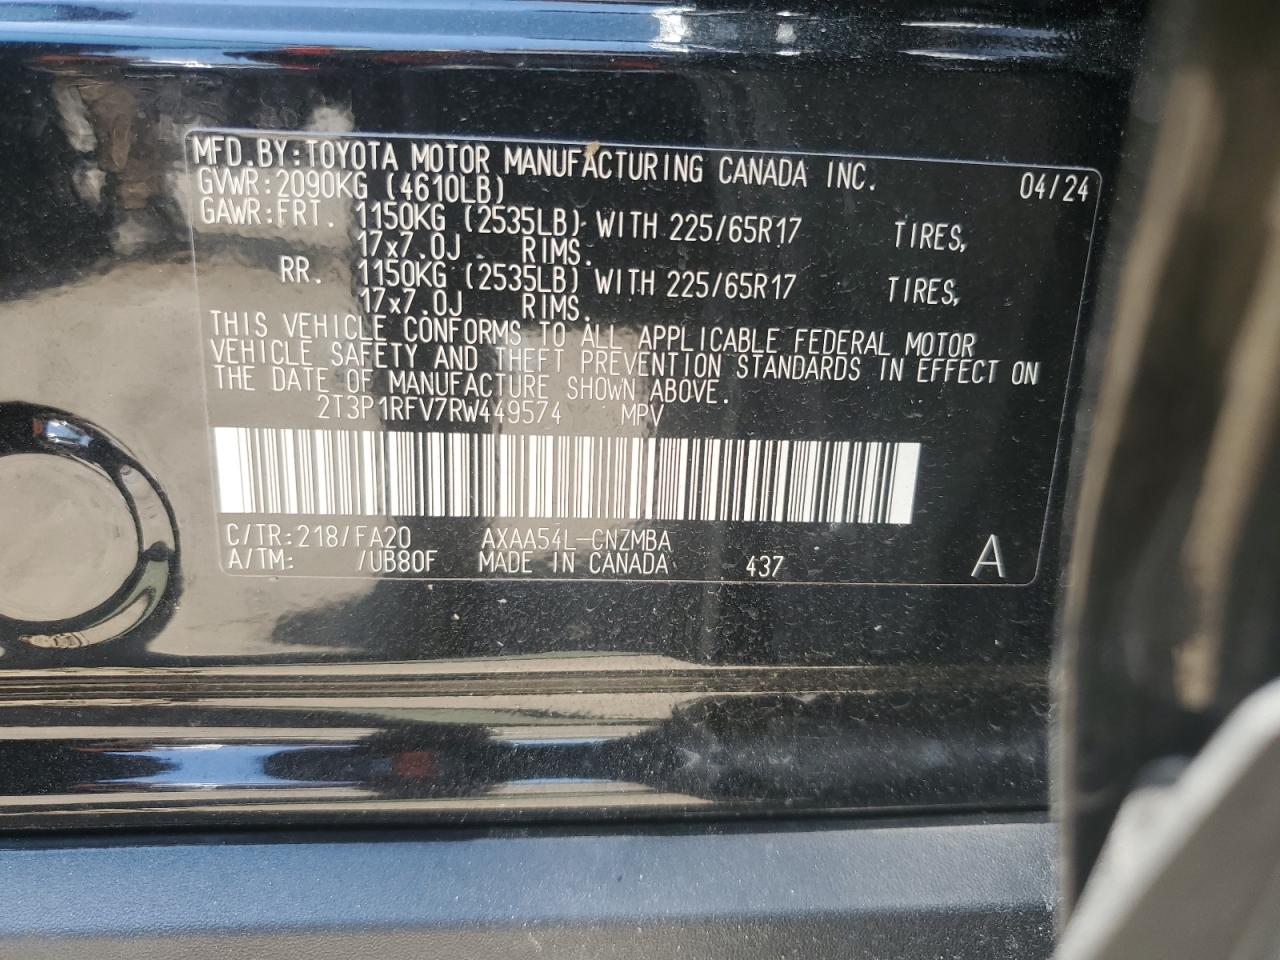 MFD.BY:TOYOTA MOTOR MANUFACTURING CANADA INC. 04/24
GVWR:2090KG (4610LB)
GAWR:FRT. 1150KG (2535LB) WITH 225/65R17 TIRES,
17x7.0J RIMS.
RR. 1150KG (2535LB) WITH 225/65R17 TIRES,
17x7.0J RIMS.
THIS VEHICLE CONFORMS TO ALL APPLICABLE FEDERAL MOTOR
VEHICLE SAFETY AND THEFT PREVENTION STANDARDS IN EFFECT ON
THE DATE OF MANUFACTURE SHOWN ABOVE.
2T3P1RFV7RW449574 MPV
C/TR:218/FA20 AXAA54L-CNZMBA
A/TM: /UB80F MADE IN CANADA 437 A